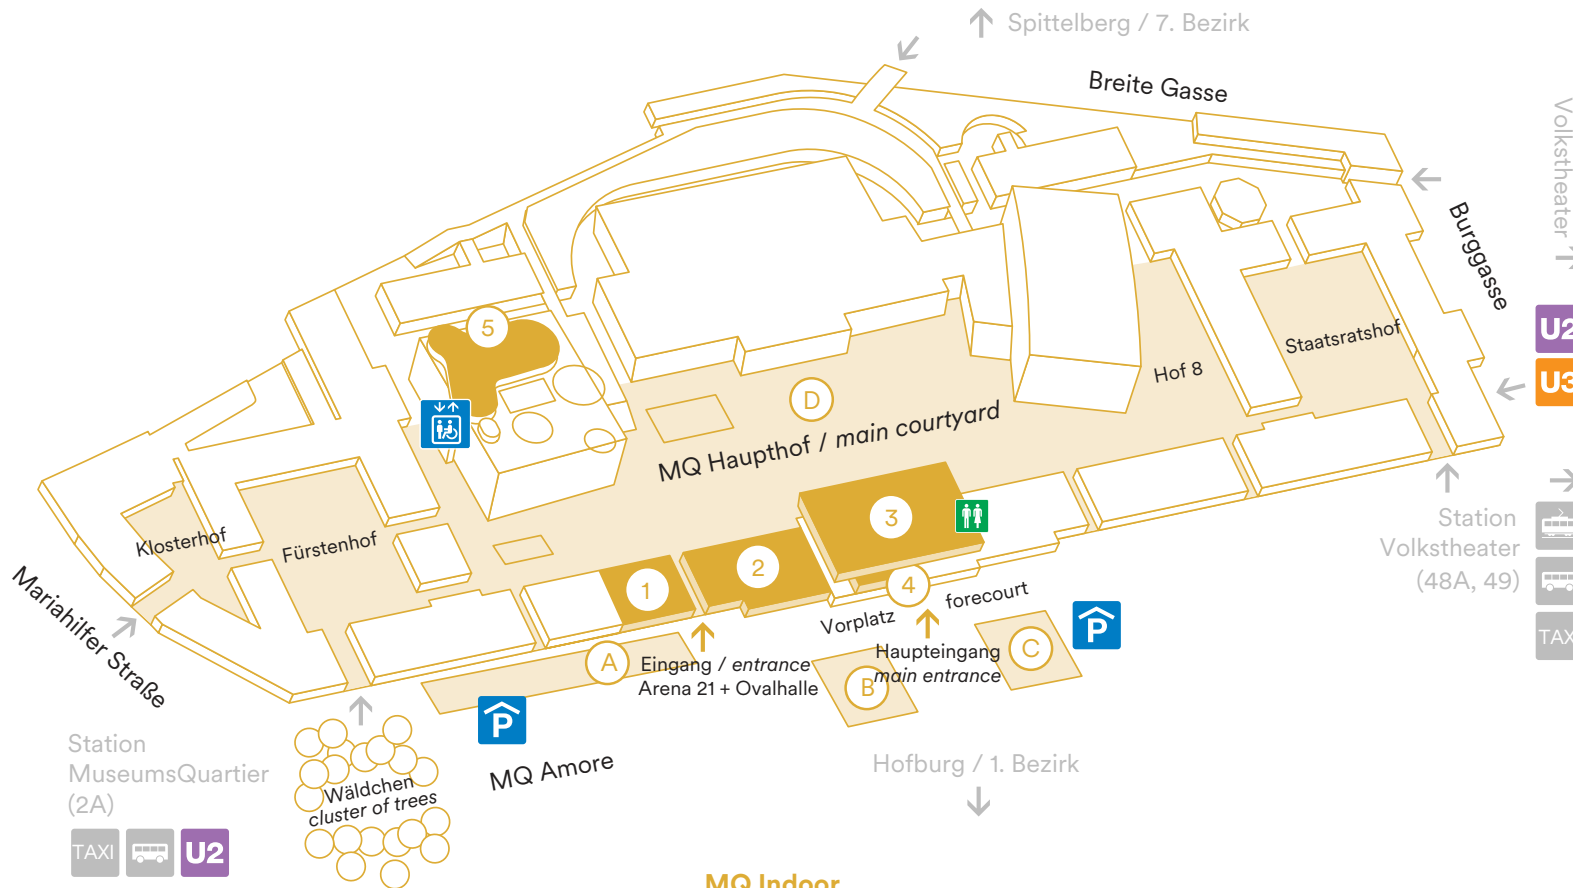 Spittelberg / 7. Bezirk
Breite Gasse
Volkstheater
Burggasse
U2
U3
5
Staatsratshof
Hof 8
D
MQ Haupthof / main courtyard
3
Klosterhof
Fürstenhof
1
2
4
Station
Volkstheater
(48A, 49)
TAXI
Mariahilfer Straße
Vorplatz
forecourt
A
Eingang / entrance
Arena 21 + Ovalhalle
Haupteingang
main entrance
B
C
P
P
Station
MuseumsQuartier
(2A)
TAXI
U2
Wäldchen
cluster of trees
MQ Amore
Hofburg / 1. Bezirk
MQ Indoor